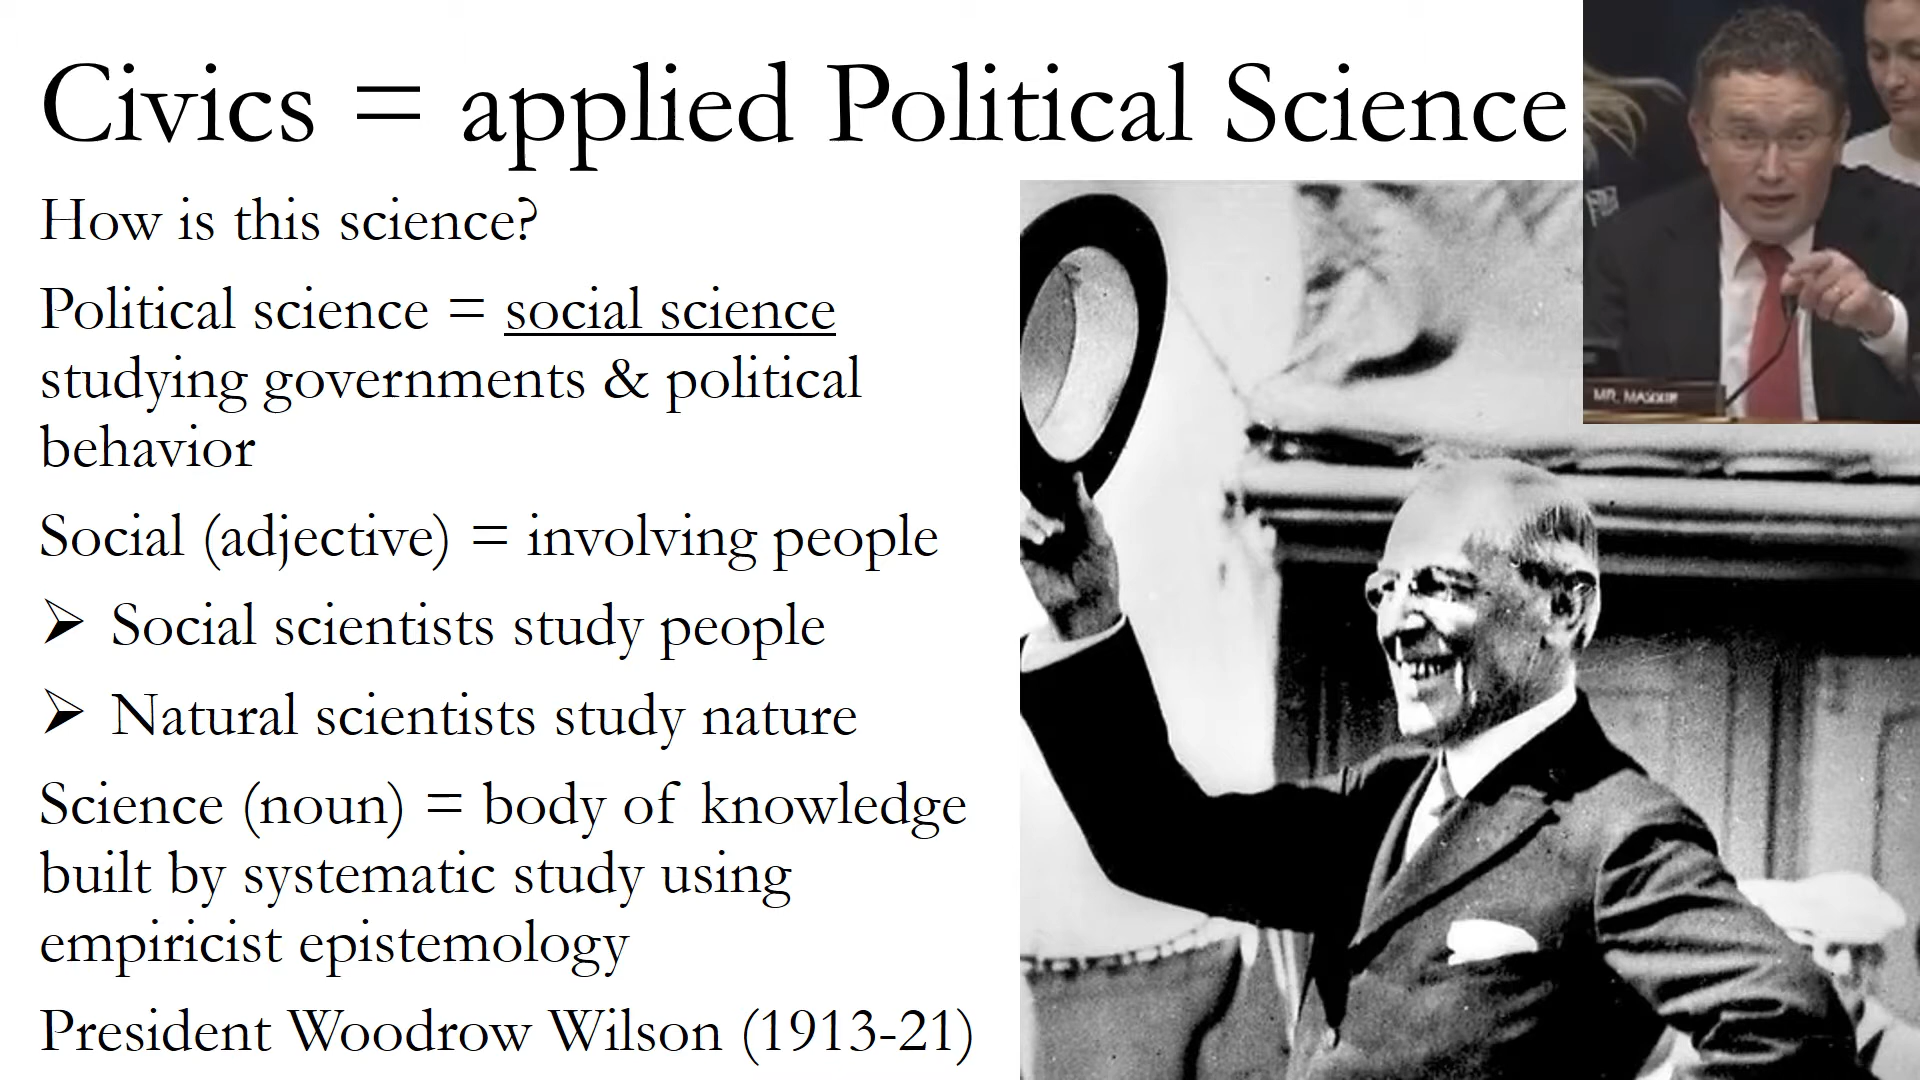 Civics = applied Political Science
How is this science?
Political science = social science
studying governments & political
behavior
Social (adjective) = involving people
➢ Social scientists study people
➢ Natural scientists study nature
Science (noun) = body of knowledge
built by systematic study using
empiricist epistemology
President Woodrow Wilson (1913-21)
MR. MASSIE